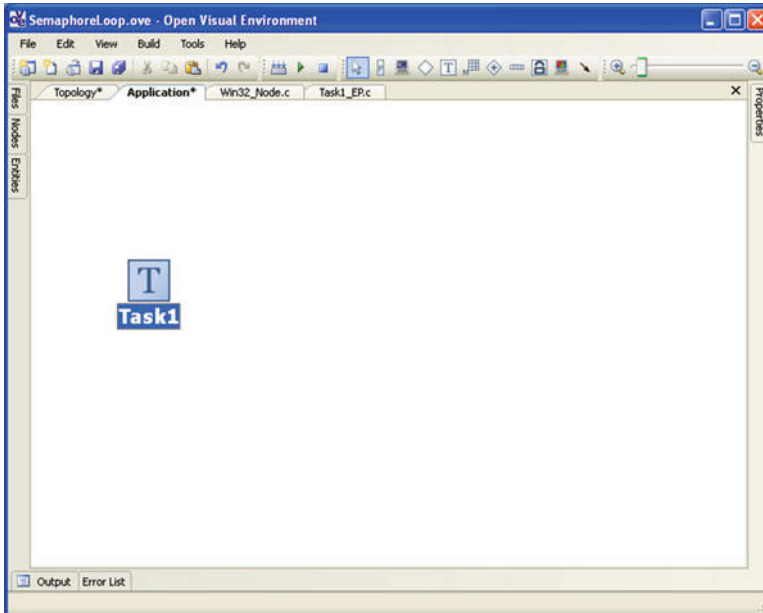 SemaphoreLoop.ove - Open Visual Environment
File Edit View Build Tools Help
Topology* Application* Win32_Node.c Task1_EP.c
Files
Nodes
Entities
Properties
T
Task1
Output Error List